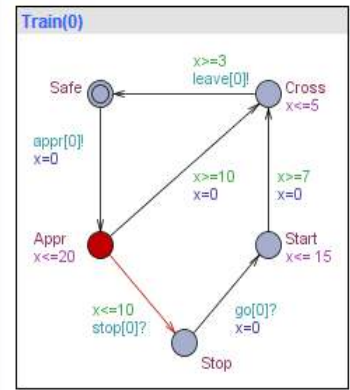 Train(0)
x>=3
leave[0]!
Safe
Cross
x<=5
appr[0]!
x=0
x>=10
x=0
x>=7
x=0
Appr
x<=20
Start
x<= 15
x<=10
stop[0]?
go[0]?
x=0
Stop